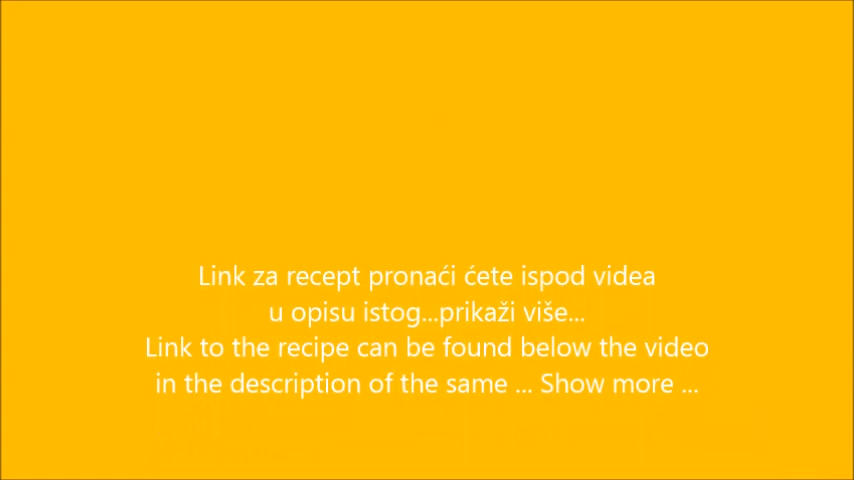 Link za recept pronaći ćete ispod videa
u opisu istog...prikaži više...
Link to the recipe can be found below the video
in the description of the same ... Show more ...